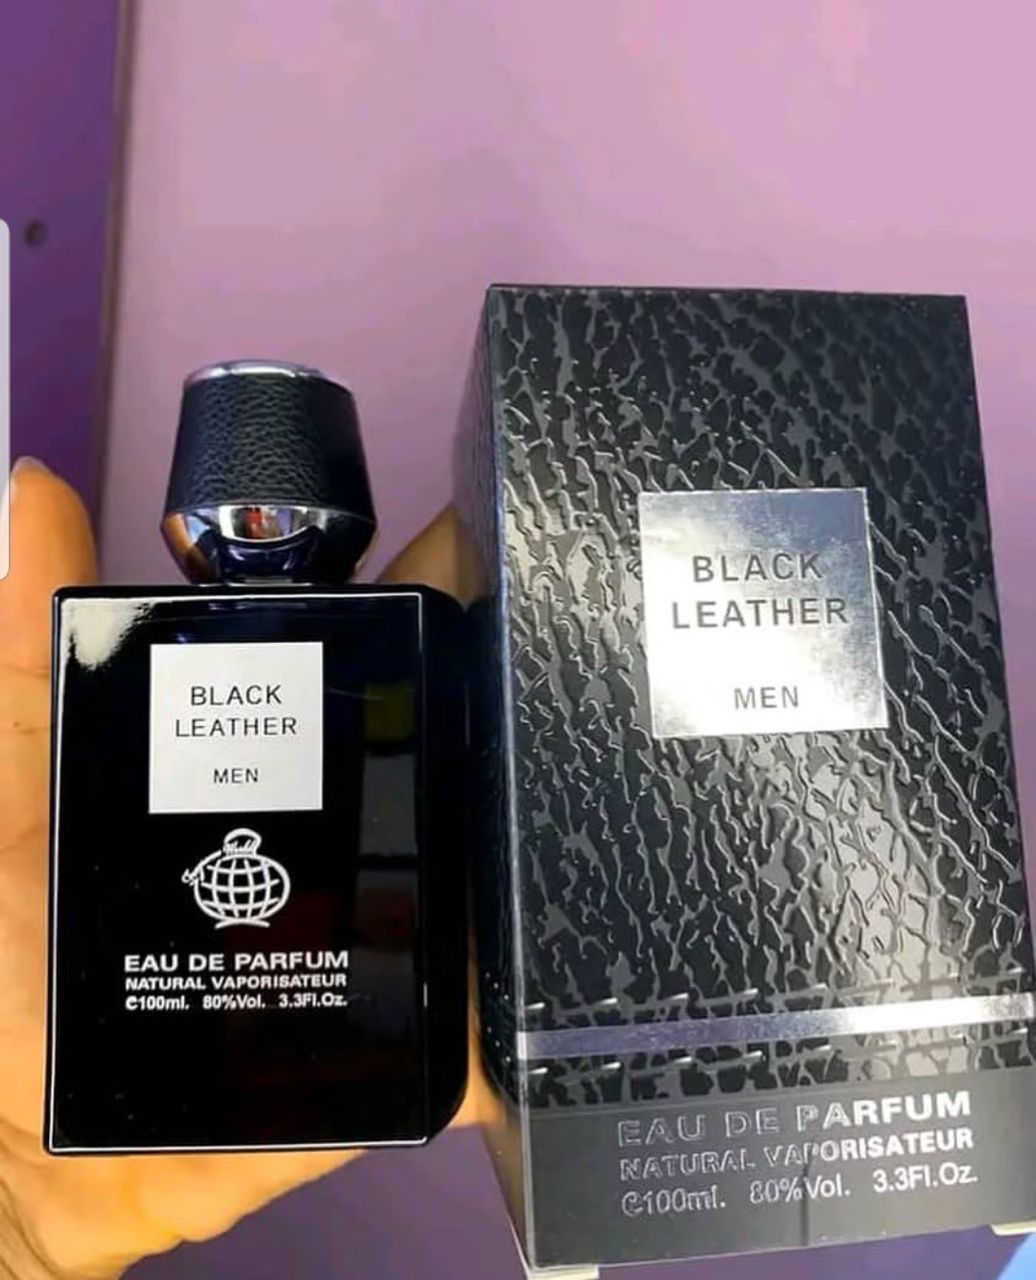 BLACK
LEATHER
MEN
World
EAU DE PARFUM
NATURAL VAPORISATEUR
℮100ml. 80%Vol. 3.3Fl.Oz.
BLACK
LEATHER
MEN
EAU DE PARFUM
NATURAL VAPORISATEUR
℮100ml. 80%Vol. 3.3Fl.Oz.